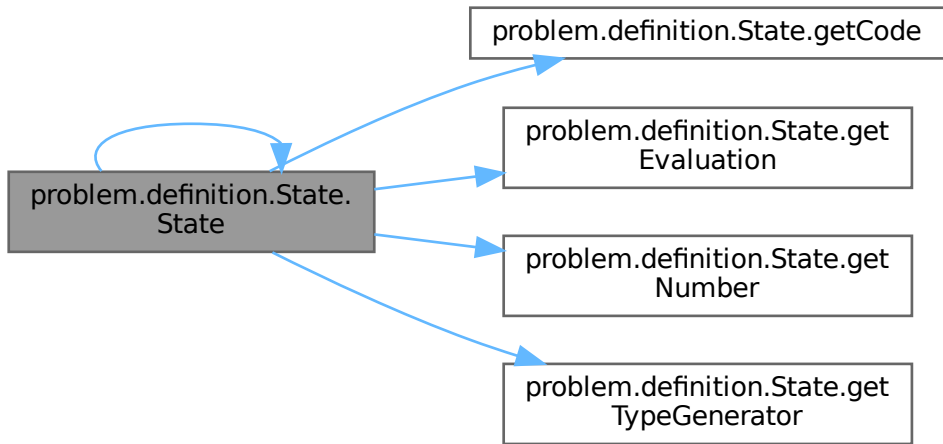 problem.definition.State.getCode
problem.definition.State.get
Evaluation
problem.definition.State.
State
problem.definition.State.get
Number
problem.definition.State.get
TypeGenerator